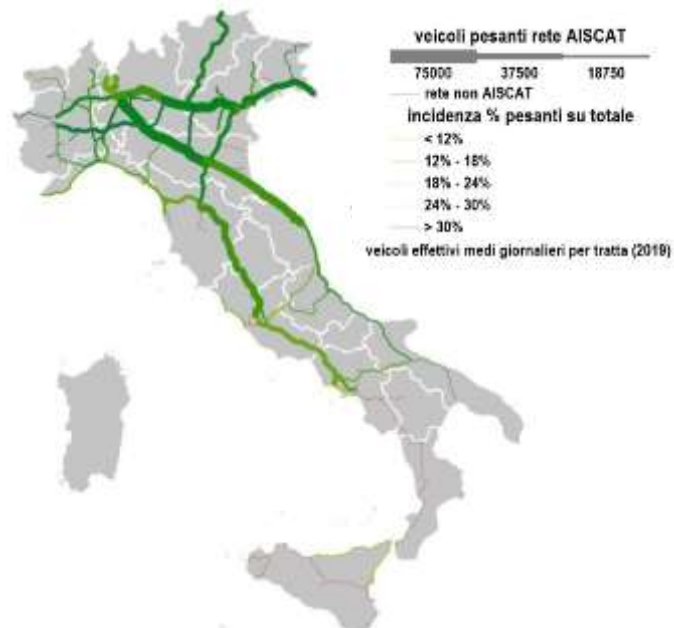 veicoli pesanti rete AISCAT
75000 37500 18750
rete non AISCAT
incidenza % pesanti su totale
< 12%
12% - 18%
18% - 24%
24% - 30%
> 30%
veicoli effettivi medi giornalieri per tratta (2019)